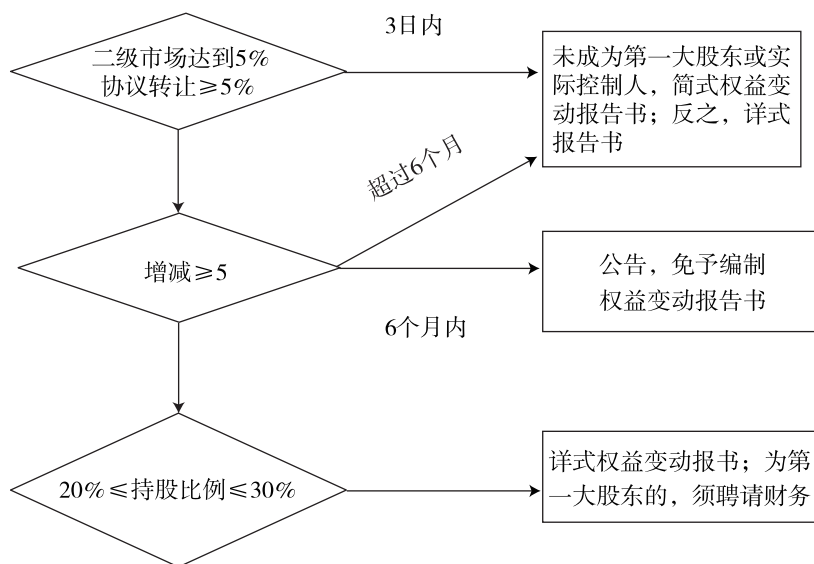 3日内
二级市场达到5%
协议转让≥5%
未成为第一大股东或实
际控制人，简式权益变
动报告书；反之，详式
报告书
超过6个月
增减≥5
公告，免予编制
权益变动报告书
6个月内
20%≤持股比例≤30%
详式权益变动报书；为第
一大股东的，须聘请财务